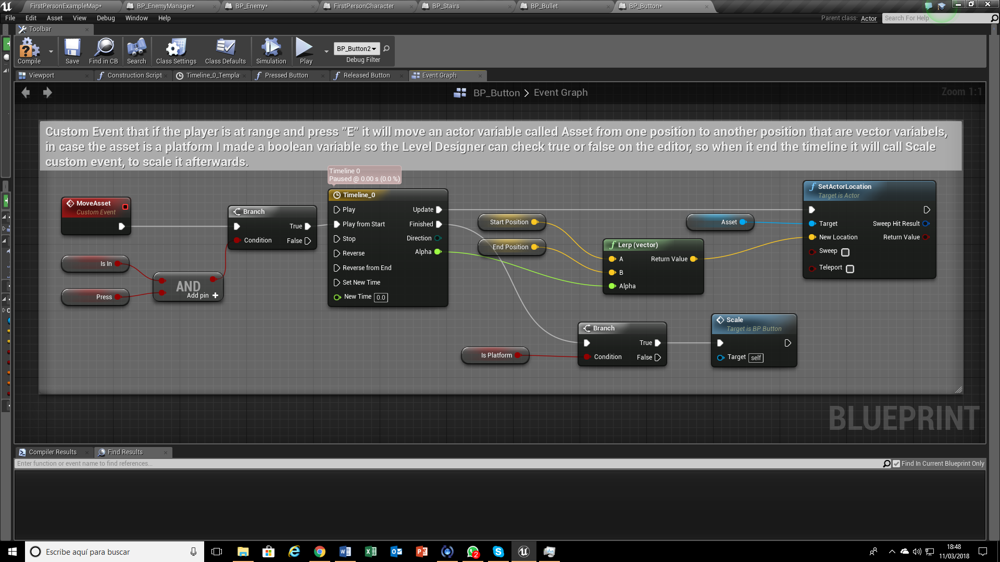 FirstPersonExampleMap*
BP_EnemyManager*
BP_Enemy*
FirstPersonCharacter
BP_Stairs
BP_Bullet
BP_Button*
File Edit Asset View Debug Window Help
Parent class: Actor
Search For Help
Toolbar
Compile
Save
Find in CB
Search
Class Settings
Class Defaults
Simulation
Play
BP_Button2
Debug Filter
Viewport
Construction Script
Timeline_0_Templa
Pressed Button
Released Button
Event Graph
BP_Button > Event Graph
Zoom 1:1
Custom Event that if the player is at range and press "E" it will move an actor variable called Asset from one position to another position that are vector variabels,
in case the asset is a platform I made a boolean variable so the Level Designer can check true or false on the editor, so when it end the timeline it will call Scale
custom event, to scale it afterwards.
Timeline 0
Paused @ 0.00 s (0.0 %)
MoveAsset
Custom Event
Is In
Press
AND
Add pin
Branch
True
Condition
False
Timeline_0
Play
Update
Play from Start
Finished
Stop
Direction
Reverse
Alpha
Reverse from End
Set New Time
New Time 0.0
Start Position
End Position
Lerp (vector)
A
Return Value
B
Alpha
Asset
SetActorLocation
Target is Actor
Target
Sweep Hit Result
New Location
Return Value
Sweep
Teleport
Is Platform
Branch
True
Condition
False
Scale
Target is BP Button
Target self
BLUEPRINT
Compiler Results
Find Results
Enter function or event name to find references...
Find In Current Blueprint Only
Escribe aquí para buscar
2
18:48
11/03/2018